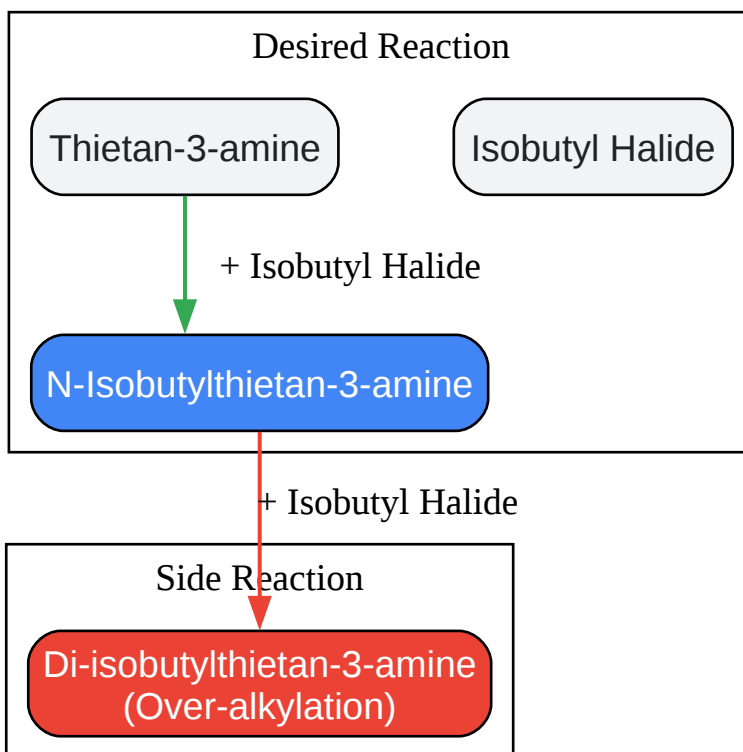 Desired Reaction
Thietan-3-amine
Isobutyl Halide
+ Isobutyl Halide
N-Isobutylthietan-3-amine
+ Isobutyl Halide
Side Reaction
Di-isobutylthietan-3-amine
(Over-alkylation)